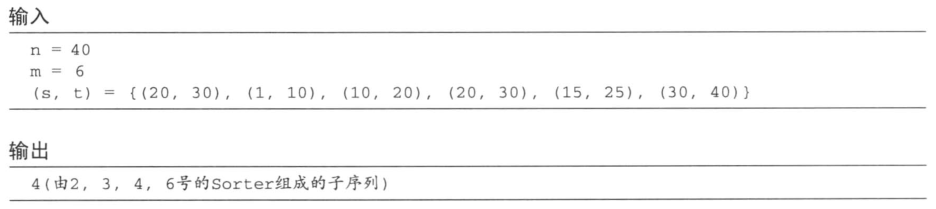 输入
n = 40
m = 6
(s, t) = {(20, 30), (1, 10), (10, 20), (20, 30), (15, 25), (30, 40)}
输出
4(由2, 3, 4, 6号的Sorter组成的子序列)